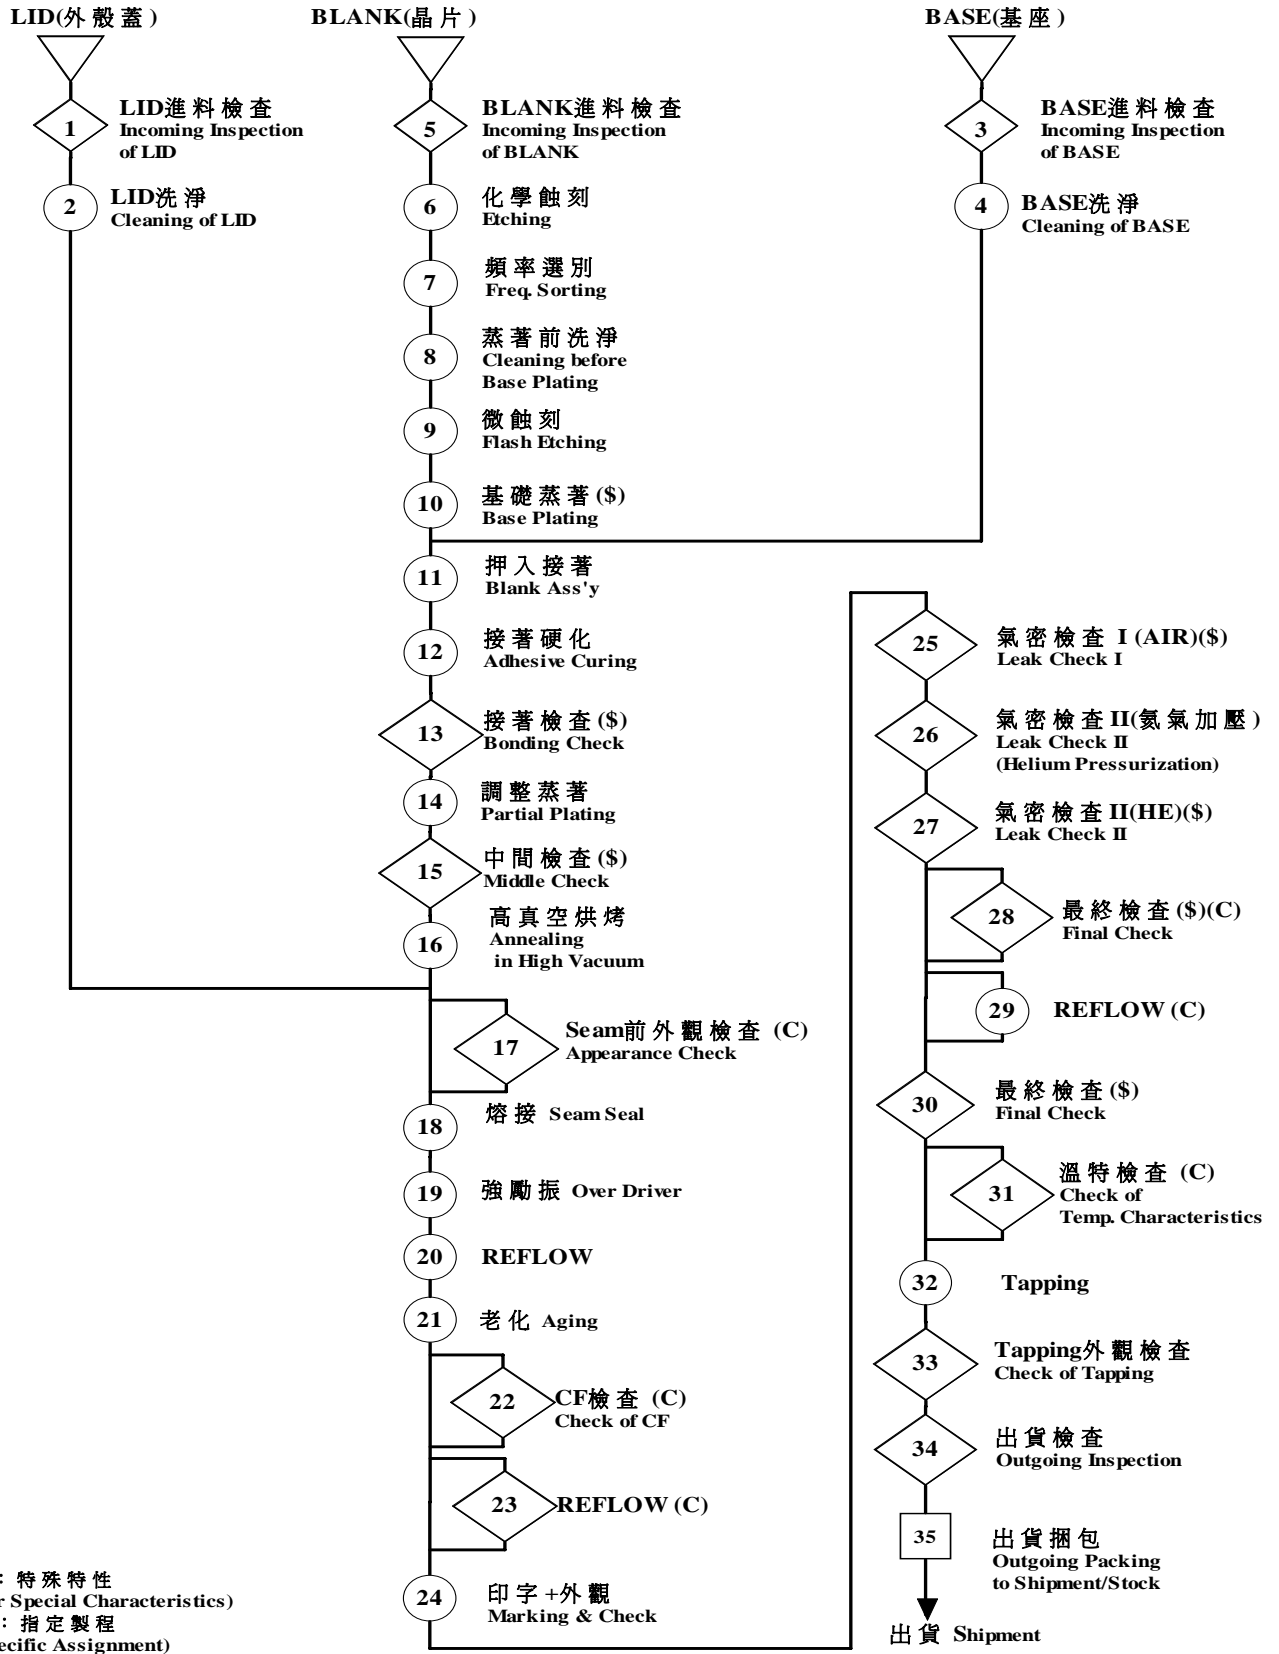 LID(外殼蓋)
1
LID進料檢查
Incoming Inspection
of LID
2
LID洗淨
Cleaning of LID
BLANK(晶片)
5
BLANK進料檢查
Incoming Inspection
of BLANK
6
化學蝕刻
Etching
7
頻率選別
Freq. Sorting
8
蒸著前洗淨
Cleaning before
Base Plating
9
微蝕刻
Flash Etching
10
基礎蒸著($)
Base Plating
BASE(基座)
3
BASE進料檢查
Incoming Inspection
of BASE
4
BASE洗淨
Cleaning of BASE
11
押入接著
Blank Ass'y
12
接著硬化
Adhesive Curing
13
接著檢查($)
Bonding Check
14
調整蒸著
Partial Plating
15
中間檢查($)
Middle Check
16
高真空烘烤
Annealing
in High Vacuum
17
Seam前外觀檢查 (C)
Appearance Check
18
熔接 Seam Seal
19
強勵振 Over Driver
20
REFLOW
21
老化 Aging
22
CF檢查 (C)
Check of CF
23
REFLOW (C)
24
印字+外觀
Marking & Check
25
氣密檢查 I (AIR)($)
Leak Check I
26
氣密檢查II(氦氣加壓)
Leak Check II
(Helium Pressurization)
27
氣密檢查II(HE)($)
Leak Check II
28
最終檢查($)(C)
Final Check
29
REFLOW (C)
30
最終檢查($)
Final Check
31
溫特檢查 (C)
Check of
Temp. Characteristics
32
Tapping
33
Tapping外觀檢查
Check of Tapping
34
出貨檢查
Outgoing Inspection
35
出貨捆包
Outgoing Packing
to Shipment/Stock
出貨 Shipment
: 特殊特性
r Special Characteristics)
: 指定製程
ecific Assignment)